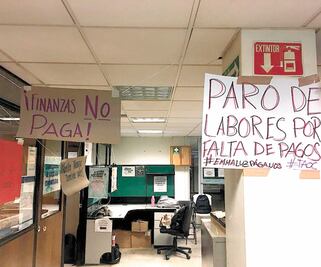 ¡FINANZAS NO
PAGA!
EXTINTOR
PARO DE
LABORES POR
FALTA DE PAGOS